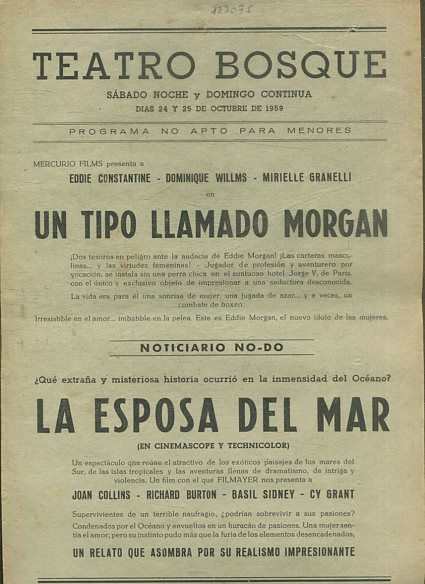 133075
TEATRO BOSQUE
SÁBADO NOCHE y DOMINGO CONTINUA
DIAS 24 Y 25 DE OCTUBRE DE 1959
PROGRAMA NO APTO PARA MENORES
MERCURIO FILMS presenta a
EDDIE CONSTANTINE - DOMINIQUE WILLMS - MIRIELLE GRANELLI
en
UN TIPO LLAMADO MORGAN
¡Dos tesoros en peligro ante la audacia de Eddie Morgan! ¡Las carteras mascu-
linas... y las virtudes femeninas! - Jugador de profesión y aventurero por
vocación, se instala sin una perra chica en el suntuoso hotel Jorge V, de París,
con el único y exclusivo objeto de impresionar a una seductora desconocida.
La vida era para él una sonrisa de mujer, una jugada de azar... y a veces, un
combate de boxeo.
Irresistible en el amor... imbatible en la pelea. Este es Eddie Morgan, el nuevo ídolo de las mujeres.
NOTICIARIO NO-DO
¿Qué extraña y misteriosa historia ocurrió en la inmensidad del Océano?
LA ESPOSA DEL MAR
(EN CINEMASCOPE Y TECHNICOLOR)
Un espectáculo que reúne el atractivo de los exóticos paisajes de los mares del
Sur, de las islas tropicales y las aventuras llenas de dramatismo, de intriga y
violencia. Un film con el que FILMAYER nos presenta a
JOAN COLLINS - RICHARD BURTON - BASIL SIDNEY - CY GRANT
Supervivientes de un terrible naufragio, ¿podrían sobrevivir a sus pasiones?
Condenados por el Océano y envueltos en un huracán de pasiones. Una mujer sen-
tía el amor, pero su instinto pudo más que la furia de los elementos desencadenados,
UN RELATO QUE ASOMBRA POR SU REALISMO IMPRESIONANTE